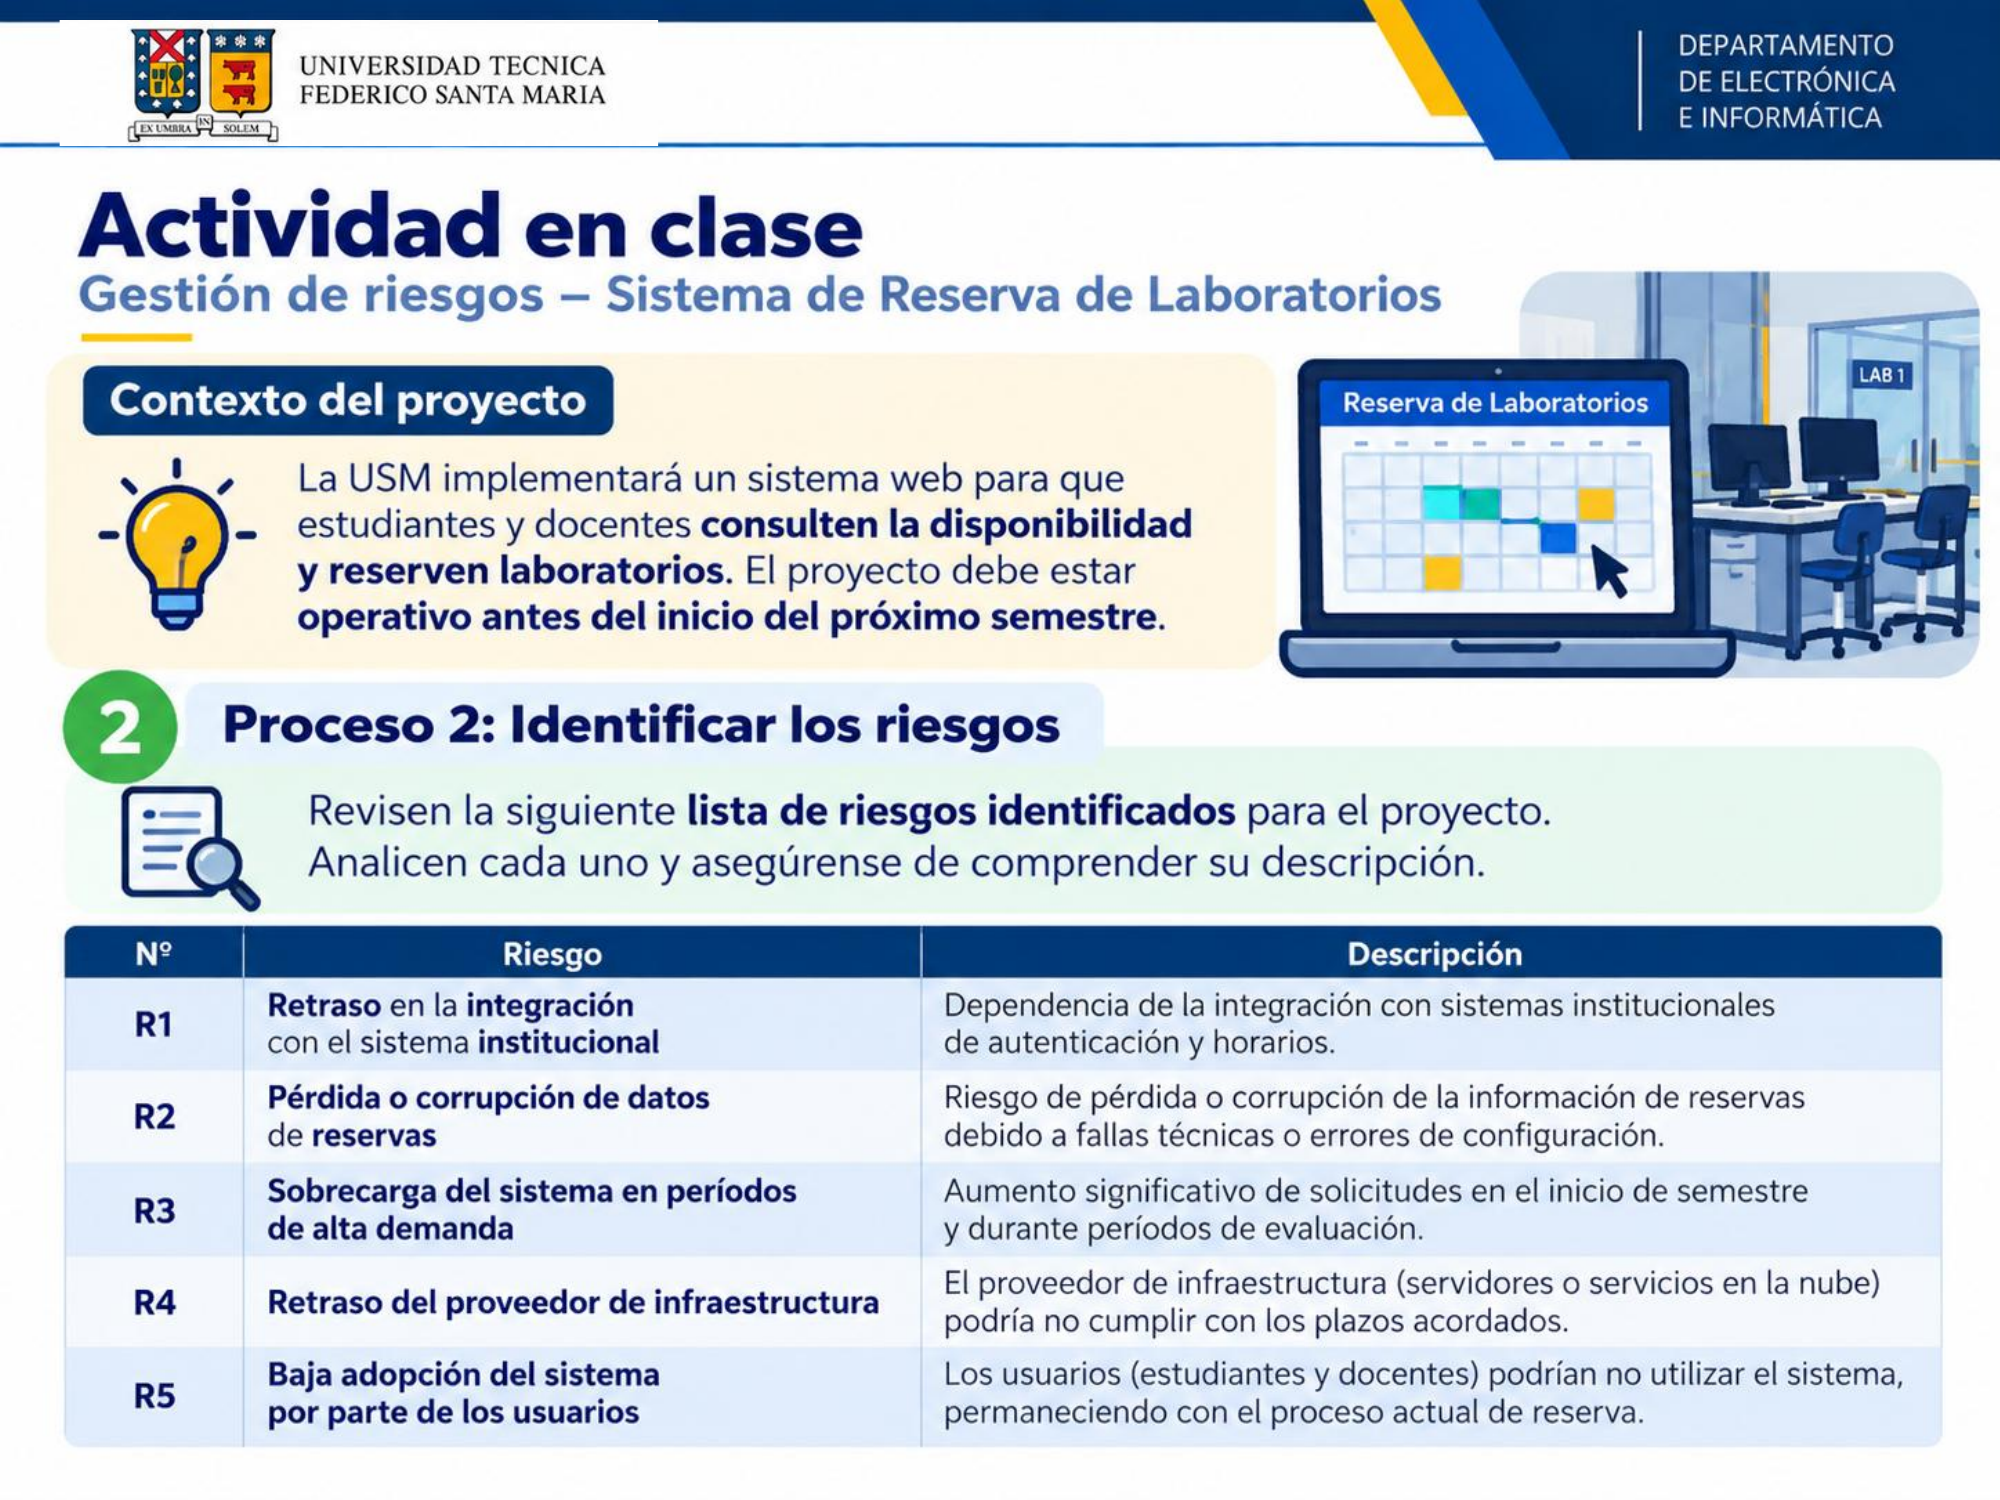 UNIVERSIDAD TECNICA
FEDERICO SANTA MARIA
EX UMBRA IN SOLEM
DEPARTAMENTO
DE ELECTRÓNICA
E INFORMÁTICA
Actividad en clase
Gestión de riesgos – Sistema de Reserva de Laboratorios
Contexto del proyecto
La USM implementará un sistema web para que
estudiantes y docentes consulten la disponibilidad
y reserven laboratorios. El proyecto debe estar
operativo antes del inicio del próximo semestre.
Reserva de Laboratorios
LAB 1
2
Proceso 2: Identificar los riesgos
Revisen la siguiente lista de riesgos identificados para el proyecto.
Analicen cada uno y asegúrense de comprender su descripción.
Nº Riesgo Descripción
R1 Retraso en la integración
con el sistema institucional
Dependencia de la integración con sistemas institucionales
de autenticación y horarios.
R2 Pérdida o corrupción de datos
de reservas
Riesgo de pérdida o corrupción de la información de reservas
debido a fallas técnicas o errores de configuración.
R3 Sobrecarga del sistema en períodos
de alta demanda
Aumento significativo de solicitudes en el inicio de semestre
y durante períodos de evaluación.
R4 Retraso del proveedor de infraestructura
El proveedor de infraestructura (servidores o servicios en la nube)
podría no cumplir con los plazos acordados.
R5 Baja adopción del sistema
por parte de los usuarios
Los usuarios (estudiantes y docentes) podrían no utilizar el sistema,
permaneciendo con el proceso actual de reserva.